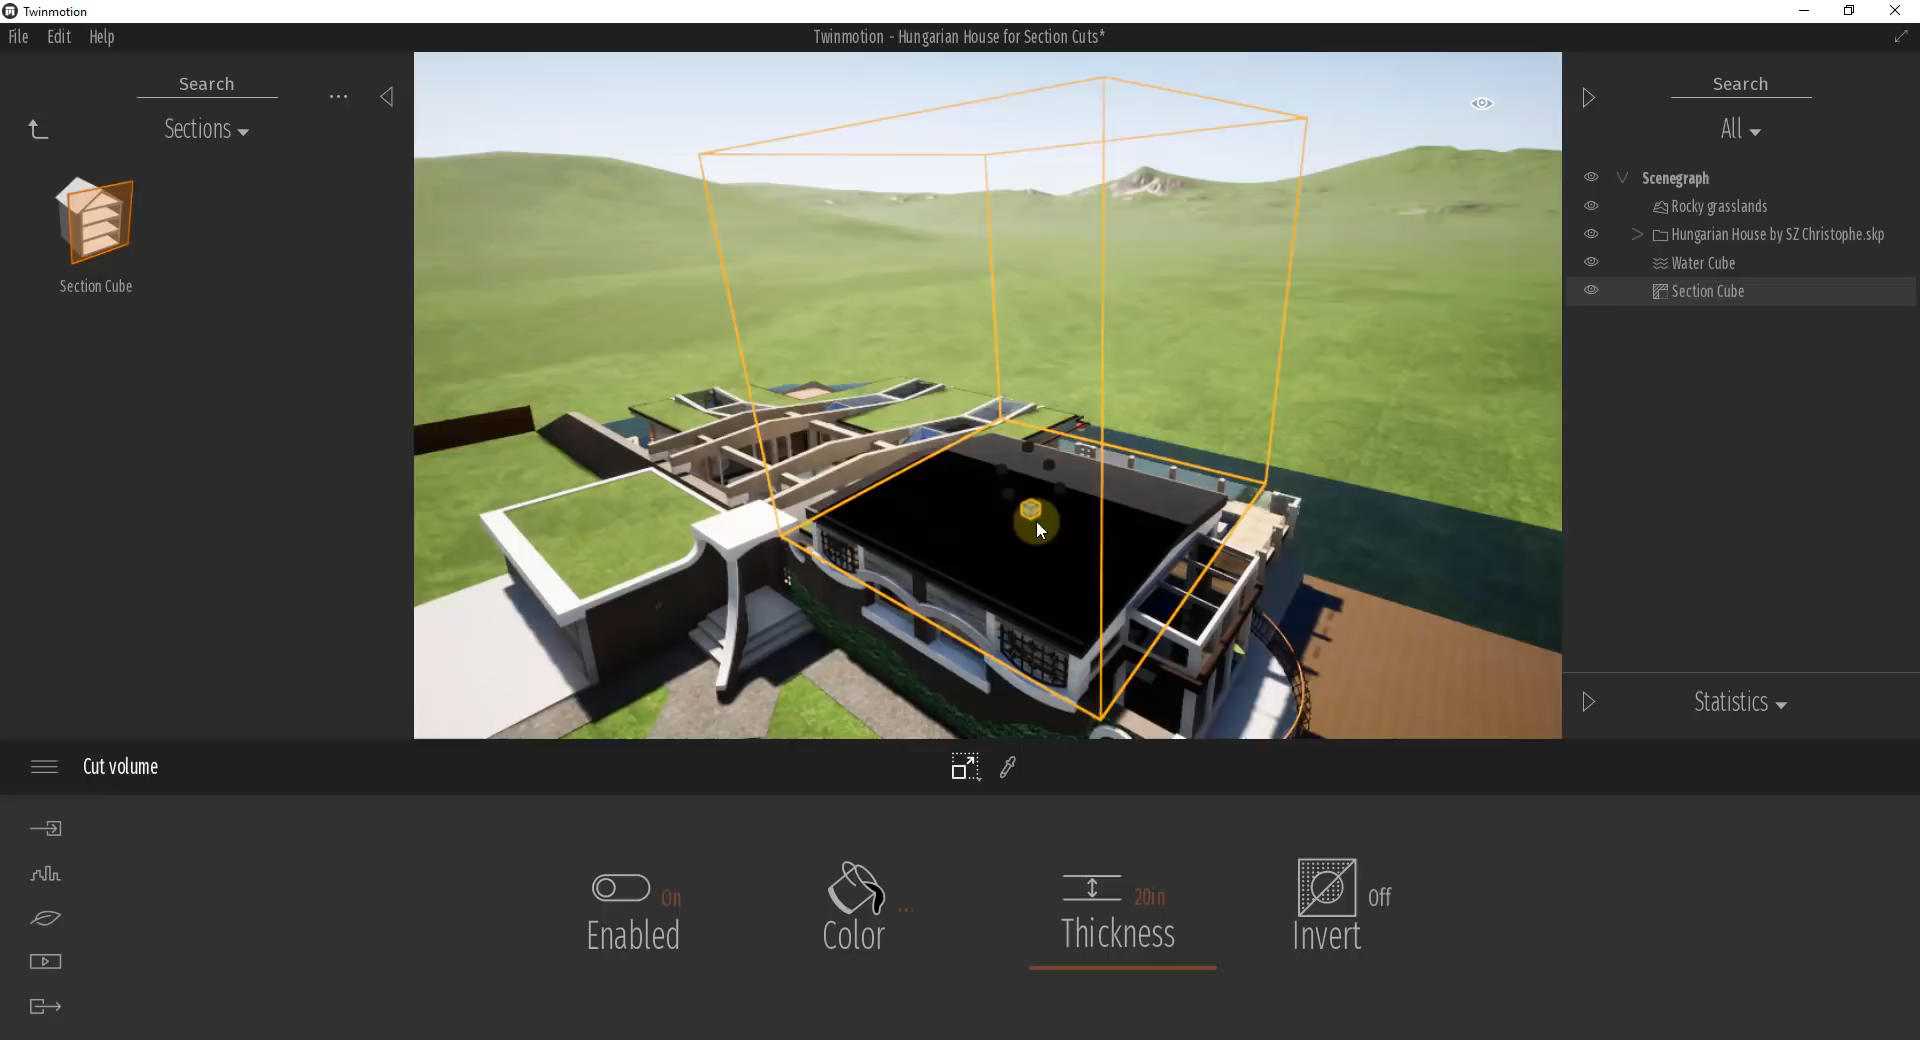 Twinmotion
File Edit Help
Twinmotion - Hungarian House for Section Cuts*
Search
...
Sections
Section Cube
Search
All
Scenegraph
Rocky grasslands
Hungarian House by SZ Christophe.skp
Water Cube
Section Cube
Statistics
Cut volume
On
Enabled
...
Color
20in
Thickness
Off
Invert